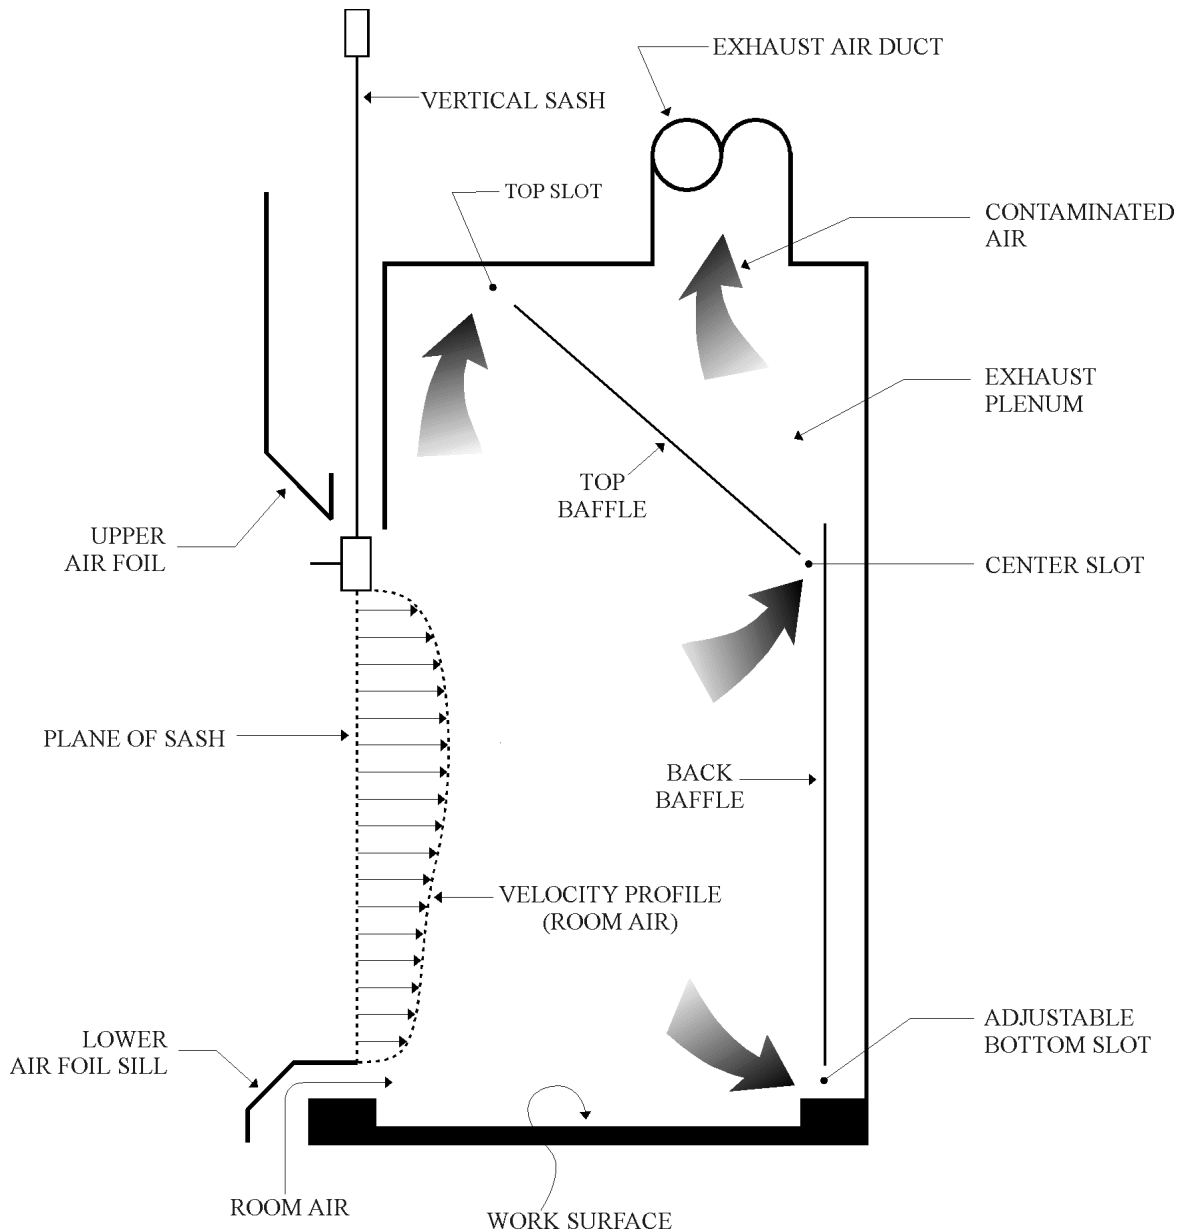 EXHAUST AIR DUCT
VERTICAL SASH
TOP SLOT
CONTAMINATED
AIR
EXHAUST
PLENUM
TOP
BAFFLE
UPPER
AIR FOIL
CENTER SLOT
PLANE OF SASH
BACK
BAFFLE
VELOCITY PROFILE
(ROOM AIR)
LOWER
AIR FOIL SILL
ADJUSTABLE
BOTTOM SLOT
ROOM AIR
WORK SURFACE